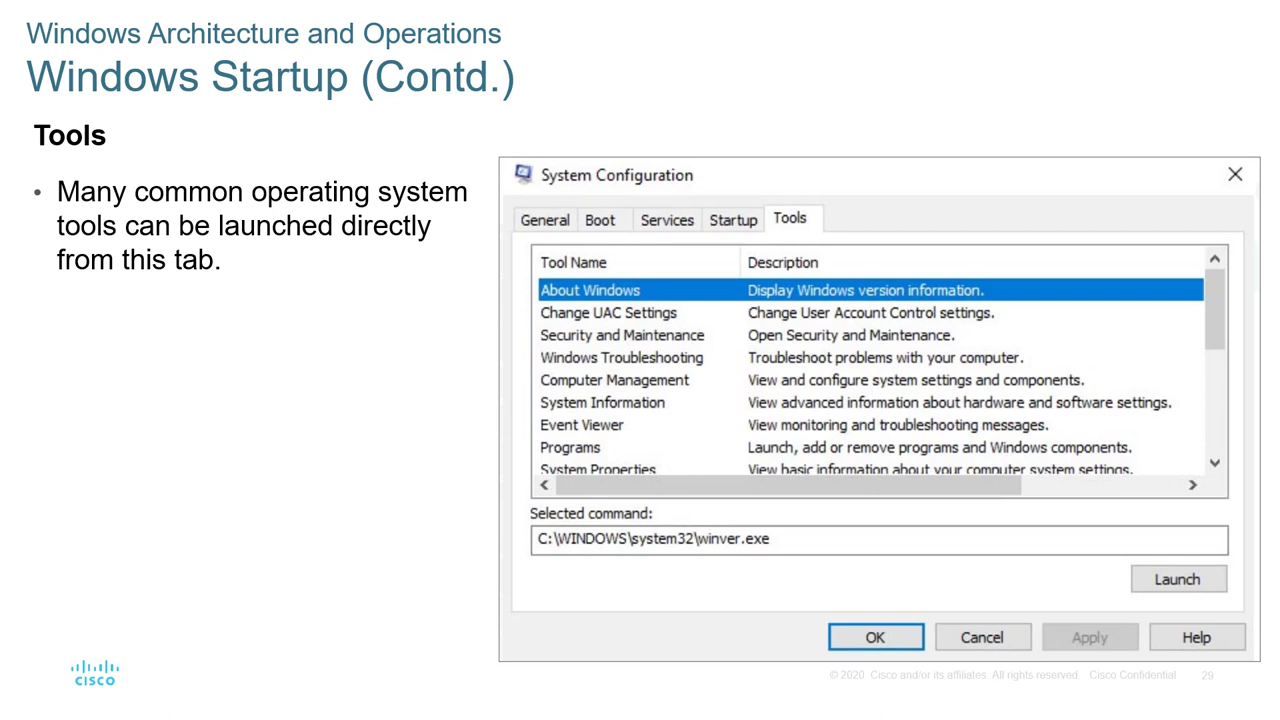 Windows Architecture and Operations
Windows Startup (Contd.)
Tools
• Many common operating system
tools can be launched directly
from this tab.
System Configuration
General Boot Services Startup Tools
Tool Name Description
About Windows Display Windows version information.
Change UAC Settings Change User Account Control settings.
Security and Maintenance Open Security and Maintenance.
Windows Troubleshooting Troubleshoot problems with your computer.
Computer Management View and configure system settings and components.
System Information View advanced information about hardware and software settings.
Event Viewer View monitoring and troubleshooting messages.
Programs Launch, add or remove programs and Windows components.
System Properties View basic information about your computer system settings.
Selected command:
C:\WINDOWS\system32\winver.exe
Launch
OK Cancel Apply Help
CISCO
© 2020 Cisco and/or its affiliates. All rights reserved. Cisco Confidential 29